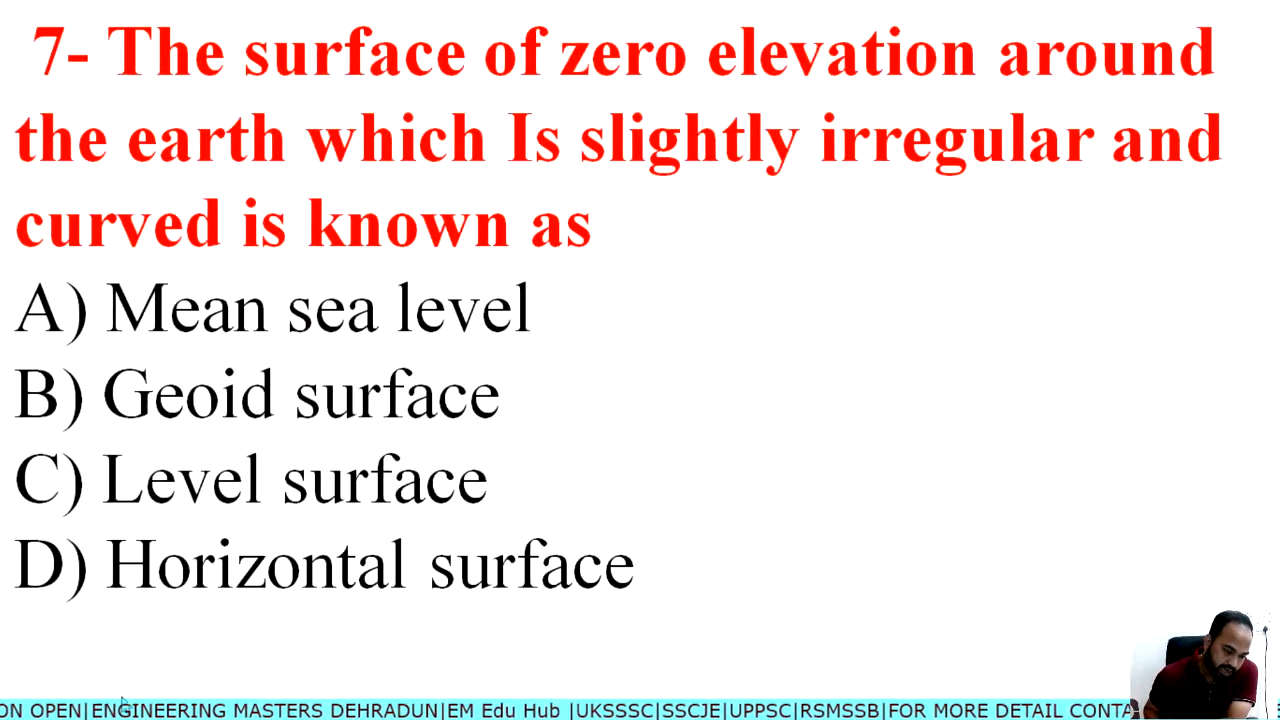 7- The surface of zero elevation around
the earth which Is slightly irregular and
curved is known as
A) Mean sea level
B) Geoid surface
C) Level surface
D) Horizontal surface
ON OPEN|ENGINEERING MASTERS DEHRADUN|EM Edu Hub |UKSSSC|SSCJE|UPPSC|RSMSSB|FOR MORE DETAIL CONTA